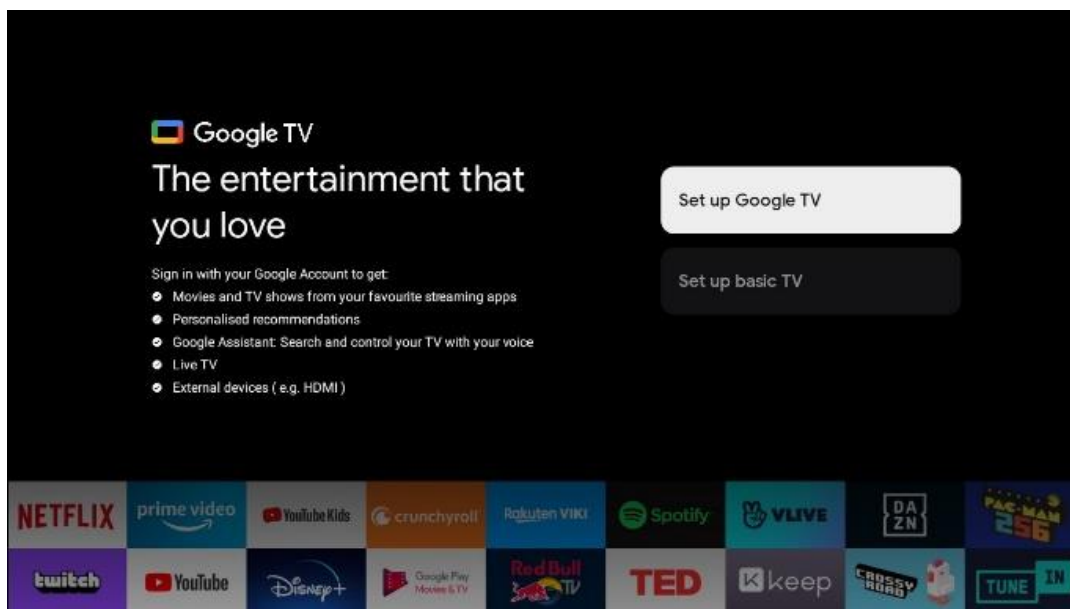 Google TV
The entertainment that
you love
Sign in with your Google Account to get:
Movies and TV shows from your favourite streaming apps
Personalised recommendations
Google Assistant: Search and control your TV with your voice
Live TV
External devices ( e.g. HDMI )
Set up Google TV
Set up basic TV
NETFLIX
prime video
YouTube Kids
crunchyroll
Rakuten VIKI
Spotify
VLIVE
DA
ZN
PAC-MAN
256
twitch
YouTube
Disney+
Google Play
Movies & TV
Red Bull
TV
TED
keep
CROSSY
ROAD
TUNE IN